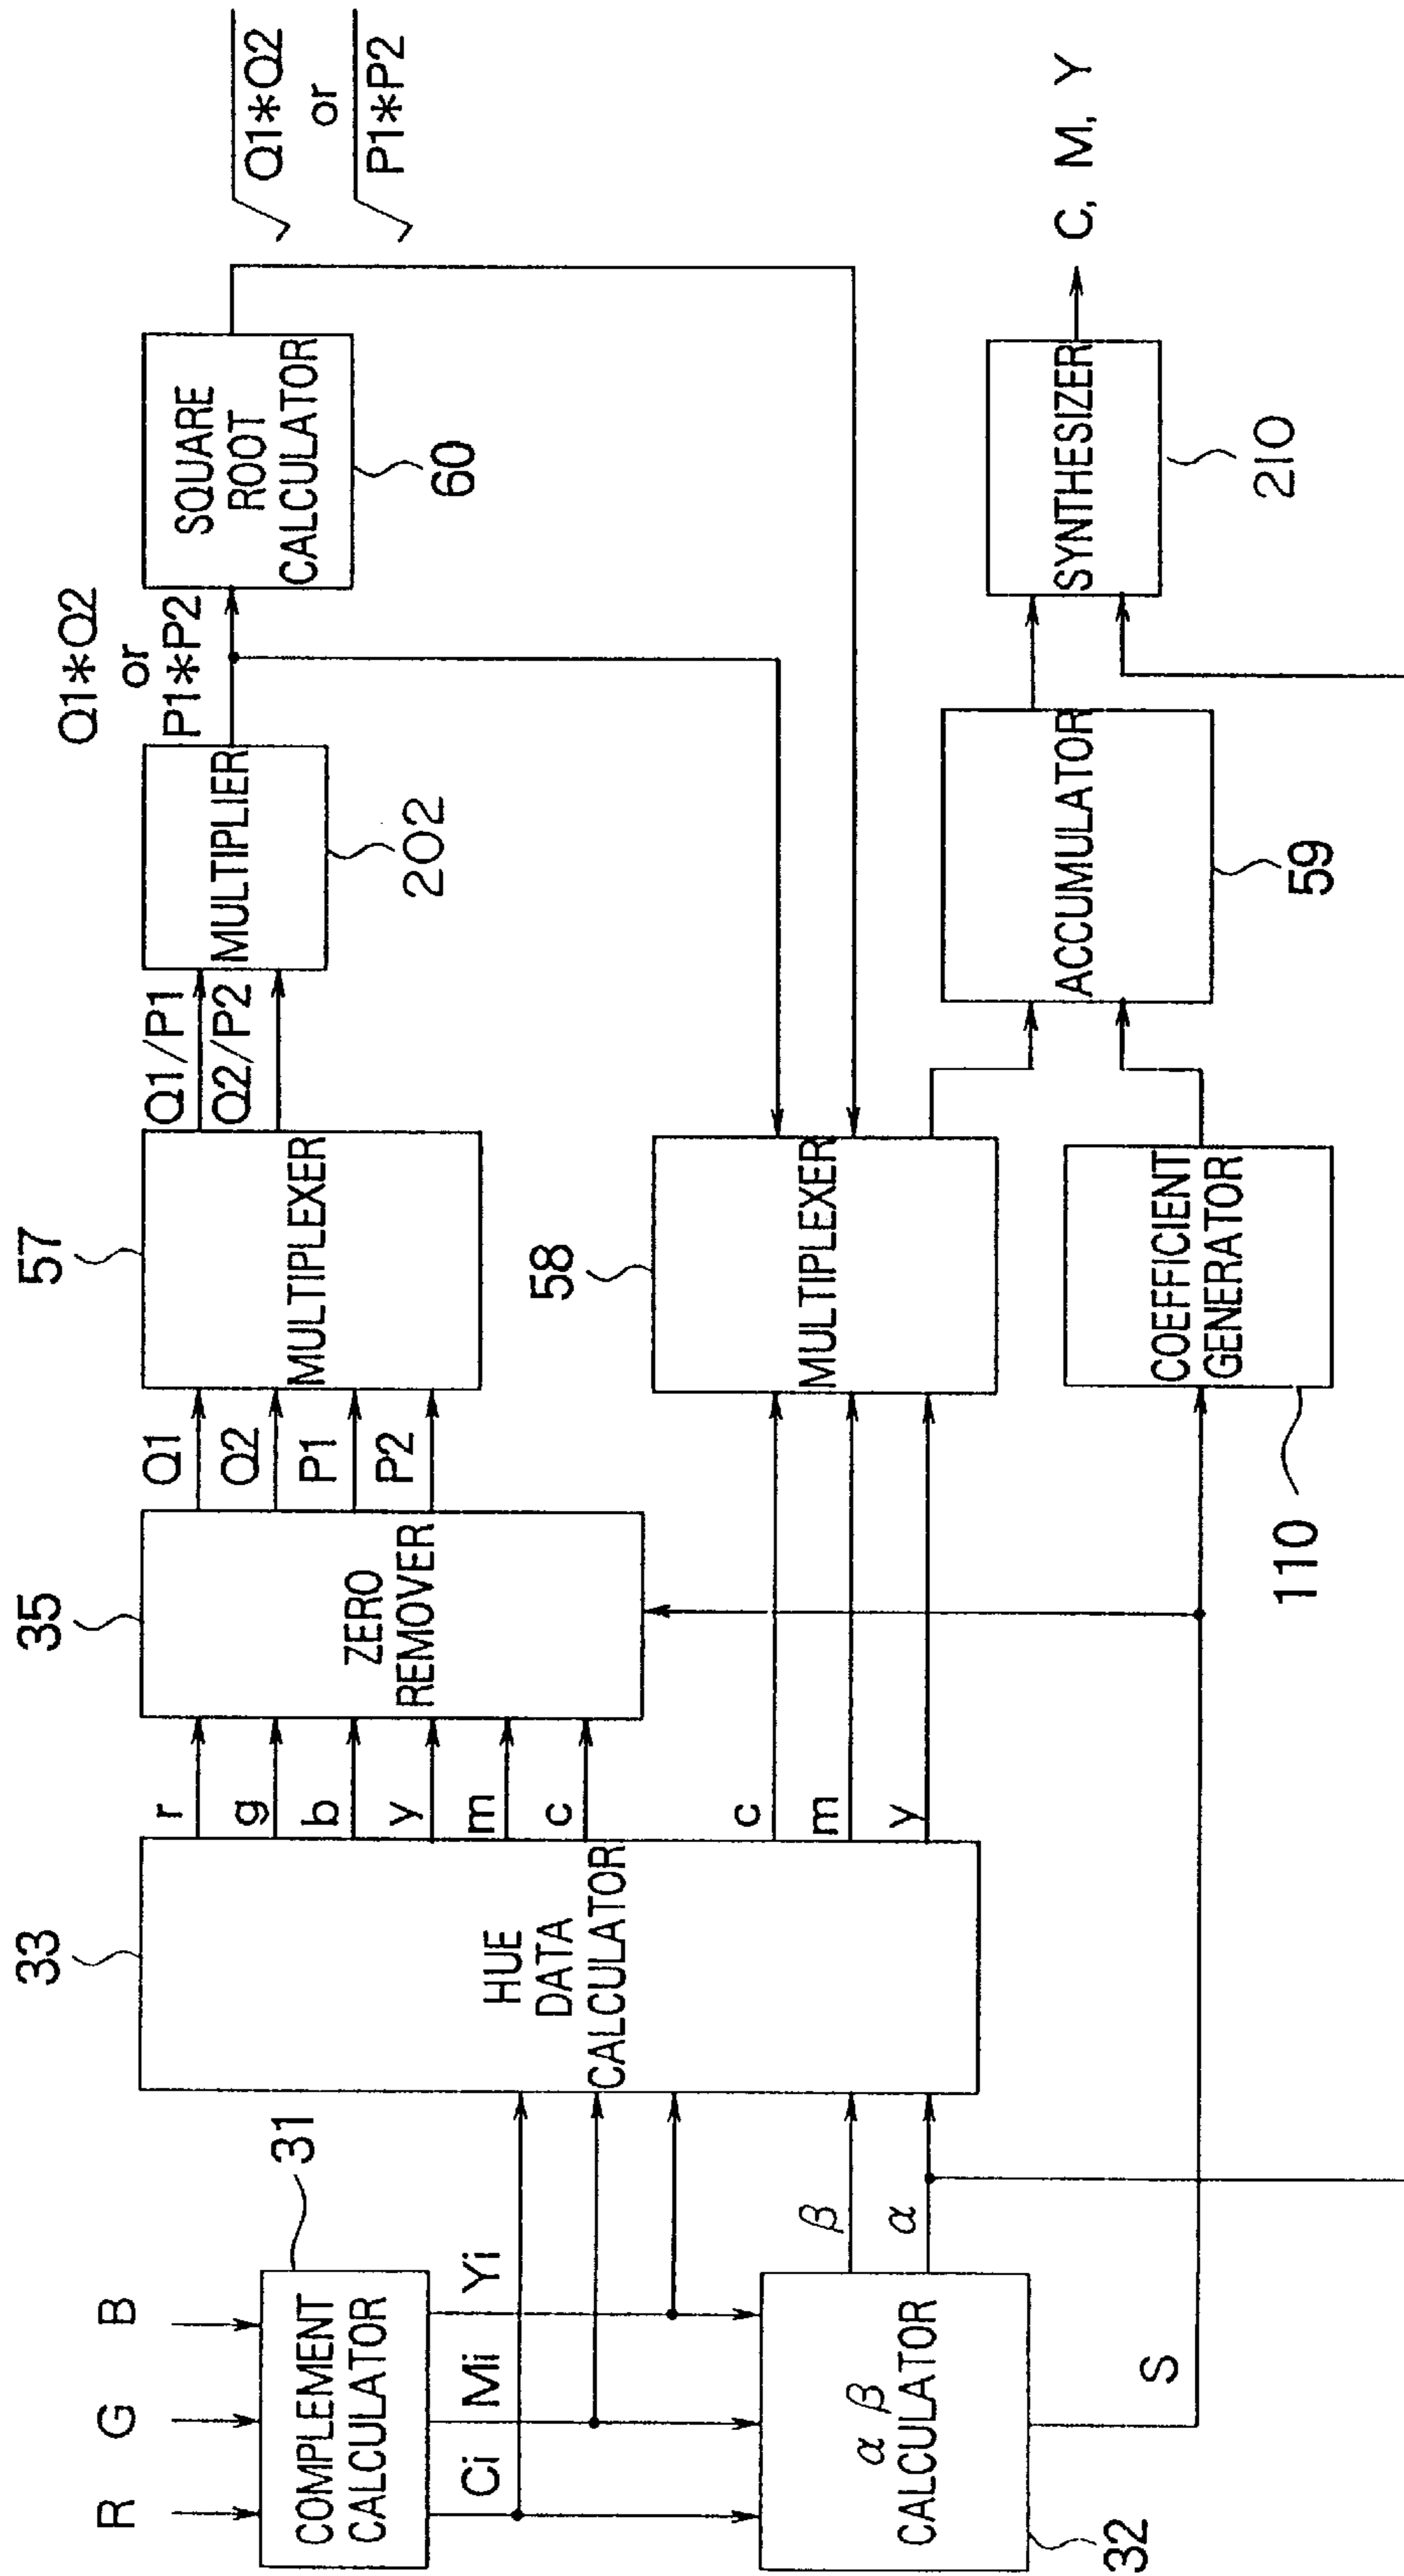 R
G
B
COMPLEMENT
CALCULATOR
31
Ci
Mi
Yi
α β
CALCULATOR
32
β
α
S
33
HUE
DATA
CALCULATOR
r
g
b
y
m
c
c
m
y
35
ZERO
REMOVER
Q1
Q2
P1
P2
57
MULTIPLEXER
Q1/P1
Q2/P2
MULTIPLIER
202
Q1*Q2
or
P1*P2
SQUARE
ROOT
CALCULATOR
60
√Q1*Q2
or
√P1*P2
58
MULTIPLEXER
COEFFICIENT
GENERATOR
110
ACCUMULATOR
59
SYNTHESIZER
210
C, M, Y